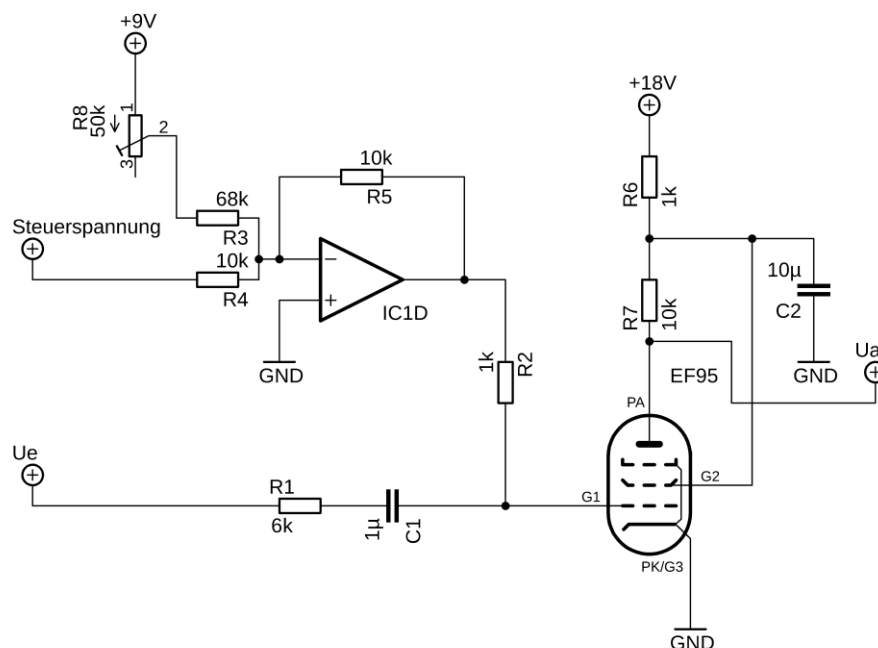 +9V
R8
50k
1
2
3
Steuerspannung
68k
R3
10k
R4
10k
R5
−
+
IC1D
GND
1k
R2
Ue
R1
6k
1µ
C1
+18V
R6
1k
R7
10k
10µ
C2
GND
Ua
EF95
PA
G2
G1
PK/G3
GND